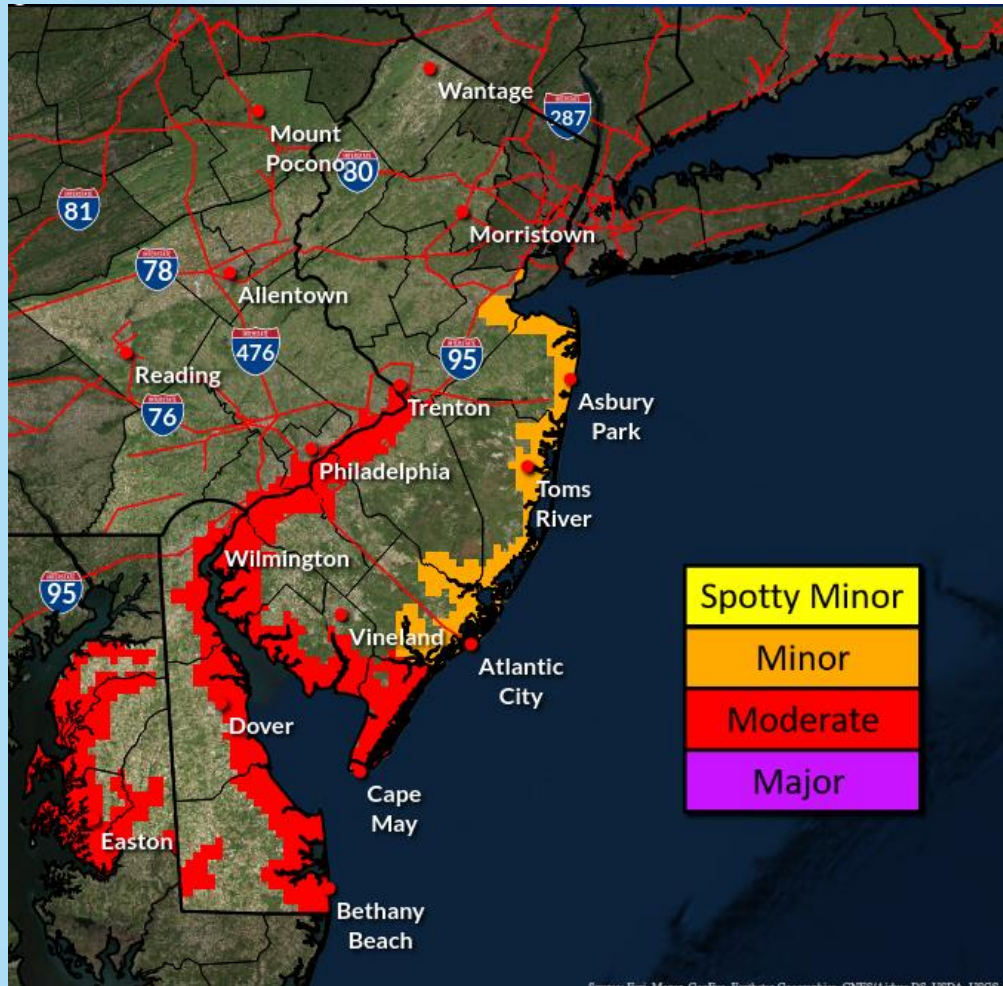 Wantage
287
Mount
Pocono
80
81
Morristown
78
Allentown
476
95
Reading
Trenton
Asbury
Park
76
Philadelphia
Toms
River
Wilmington
95
Vineland
Atlantic
City
Dover
Cape
May
Easton
Bethany
Beach
Spotty Minor
Minor
Moderate
Major